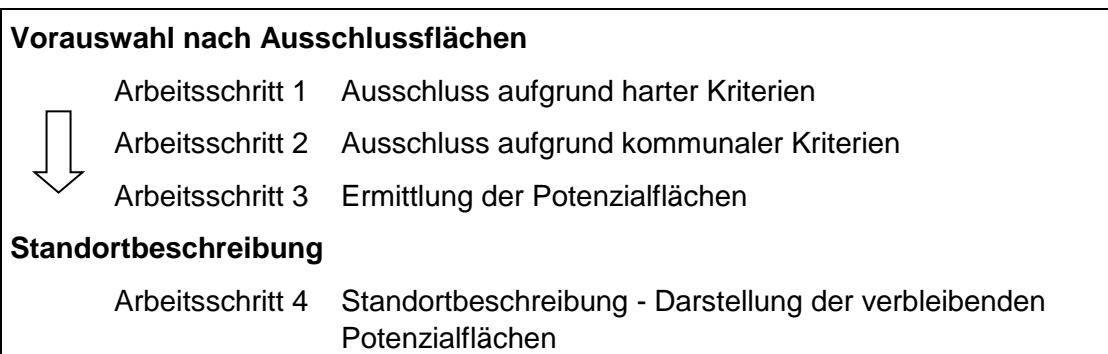 Vorauswahl nach Ausschlussflächen
Arbeitsschritt 1 Ausschluss aufgrund harter Kriterien
Arbeitsschritt 2 Ausschluss aufgrund kommunaler Kriterien
Arbeitsschritt 3 Ermittlung der Potenzialflächen
Standortbeschreibung
Arbeitsschritt 4 Standortbeschreibung - Darstellung der verbleibenden
Potenzialflächen